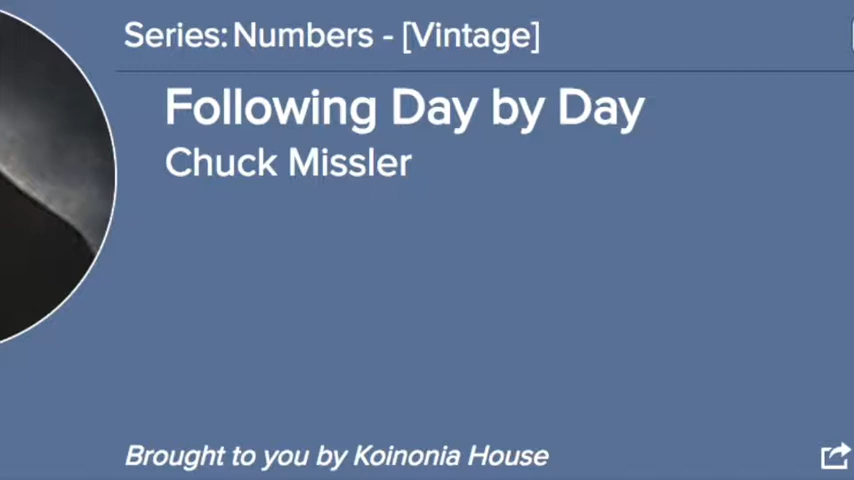 Series: Numbers - [Vintage]
Following Day by Day
Chuck Missler
Brought to you by Koinonia House